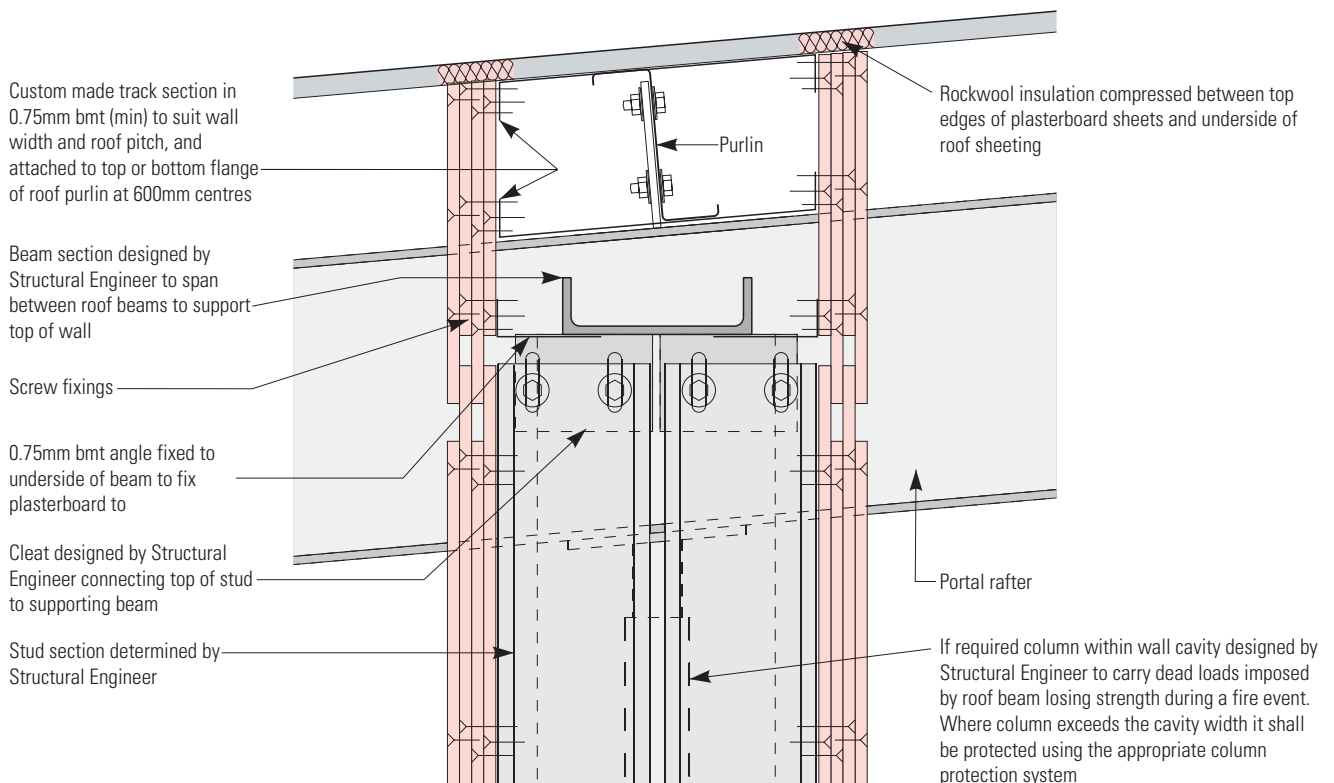 Custom made track section in
0.75mm bmt (min) to suit wall
width and roof pitch, and
attached to top or bottom flange
of roof purlin at 600mm centres
Beam section designed by
Structural Engineer to span
between roof beams to support
top of wall
Screw fixings
0.75mm bmt angle fixed to
underside of beam to fix
plasterboard to
Cleat designed by Structural
Engineer connecting top of stud
to supporting beam
Stud section determined by
Structural Engineer
Purlin
Rockwool insulation compressed between top
edges of plasterboard sheets and underside of
roof sheeting
Portal rafter
If required column within wall cavity designed by
Structural Engineer to carry dead loads imposed
by roof beam losing strength during a fire event.
Where column exceeds the cavity width it shall
be protected using the appropriate column
protection system